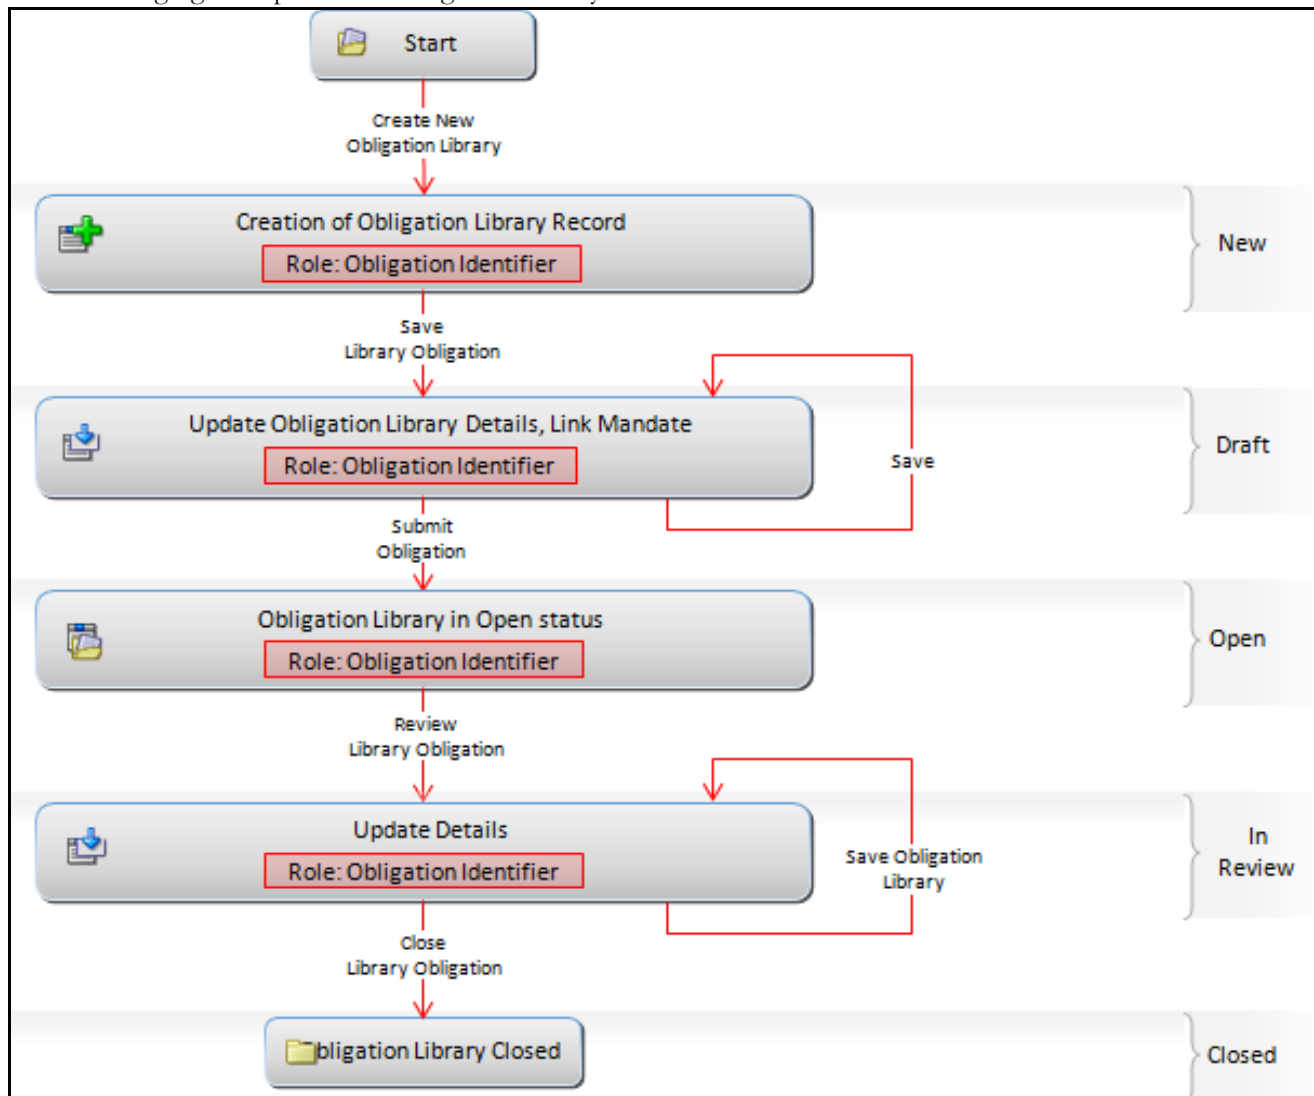 Start
Create New
Obligation Library
Creation of Obligation Library Record
Role: Obligation Identifier
New
Save
Library Obligation
Update Obligation Library Details, Link Mandate
Role: Obligation Identifier
Save
Draft
Submit
Obligation
Obligation Library in Open status
Role: Obligation Identifier
Open
Review
Library Obligation
Update Details
Role: Obligation Identifier
Save Obligation
Library
In
Review
Close
Library Obligation
bligation Library Closed
Closed